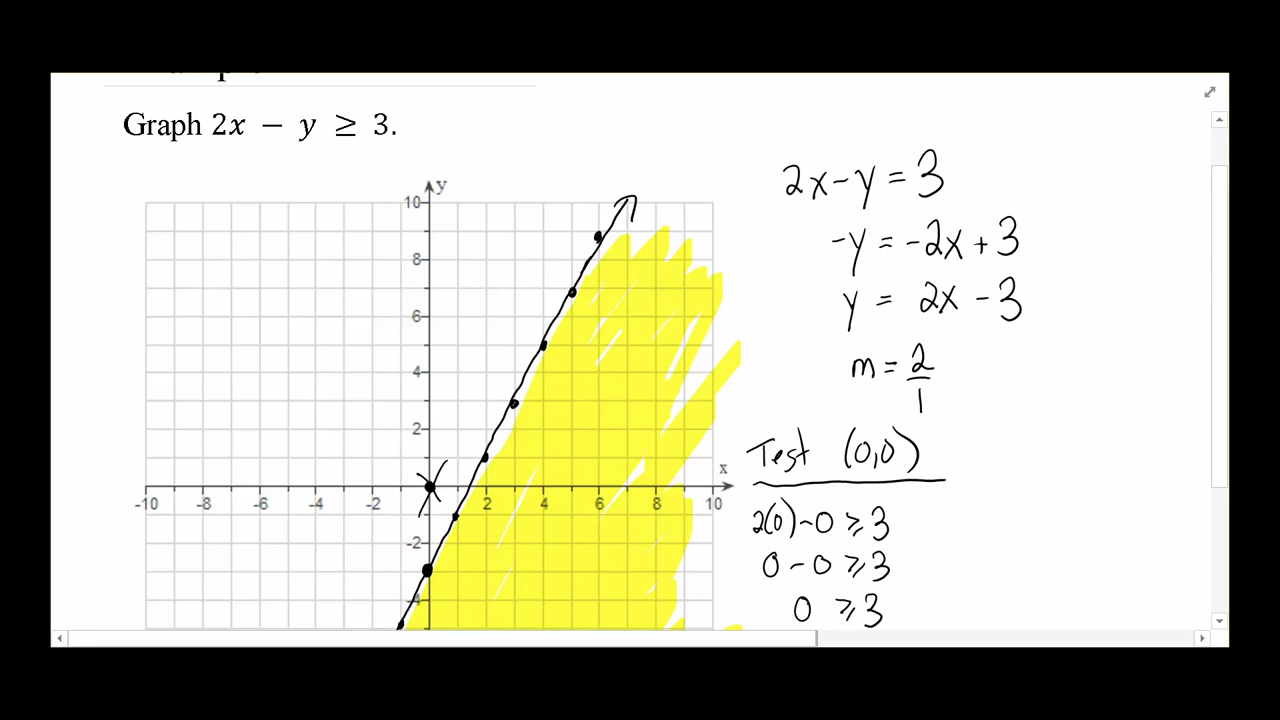 Graph 2x − y ≥ 3.
y
10
8
6
4
2
x
-10 -8 -6 -4 -2 2 4 6 8 10
-2
-4
2x-y = 3
-y = -2x + 3
y = 2x - 3
m = 2/1
Test (0,0)
2(0)-0 ≥ 3
0 - 0 ≥ 3
0 ≥ 3